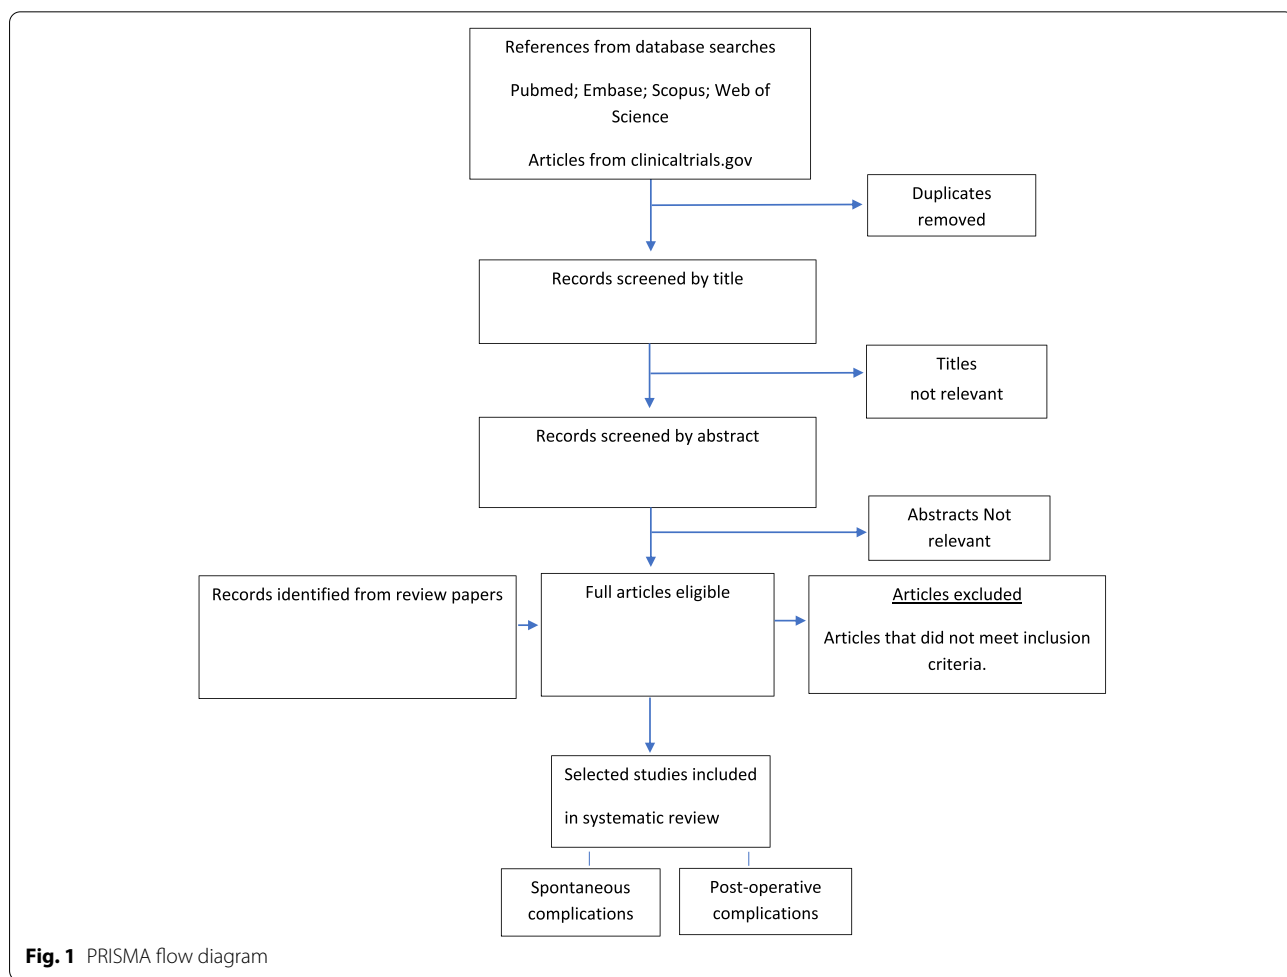 References from database searches
Pubmed; Embase; Scopus; Web of
Science
Articles from clinicaltrials.gov
Duplicates
removed
Records screened by title
Titles
not relevant
Records screened by abstract
Abstracts Not
relevant
Records identified from review papers
Full articles eligible
Articles excluded
Articles that did not meet inclusion
criteria.
Selected studies included
in systematic review
Spontaneous
complications
Post-operative
complications
Fig. 1 PRISMA flow diagram